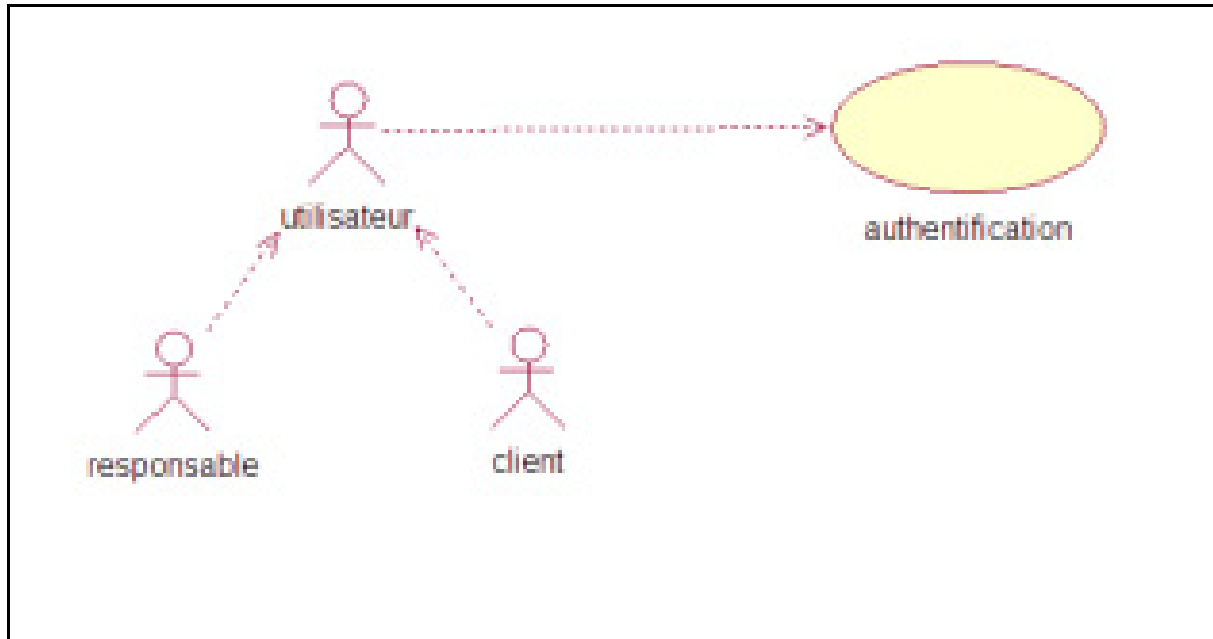 utilisateur
authentification
responsable
client